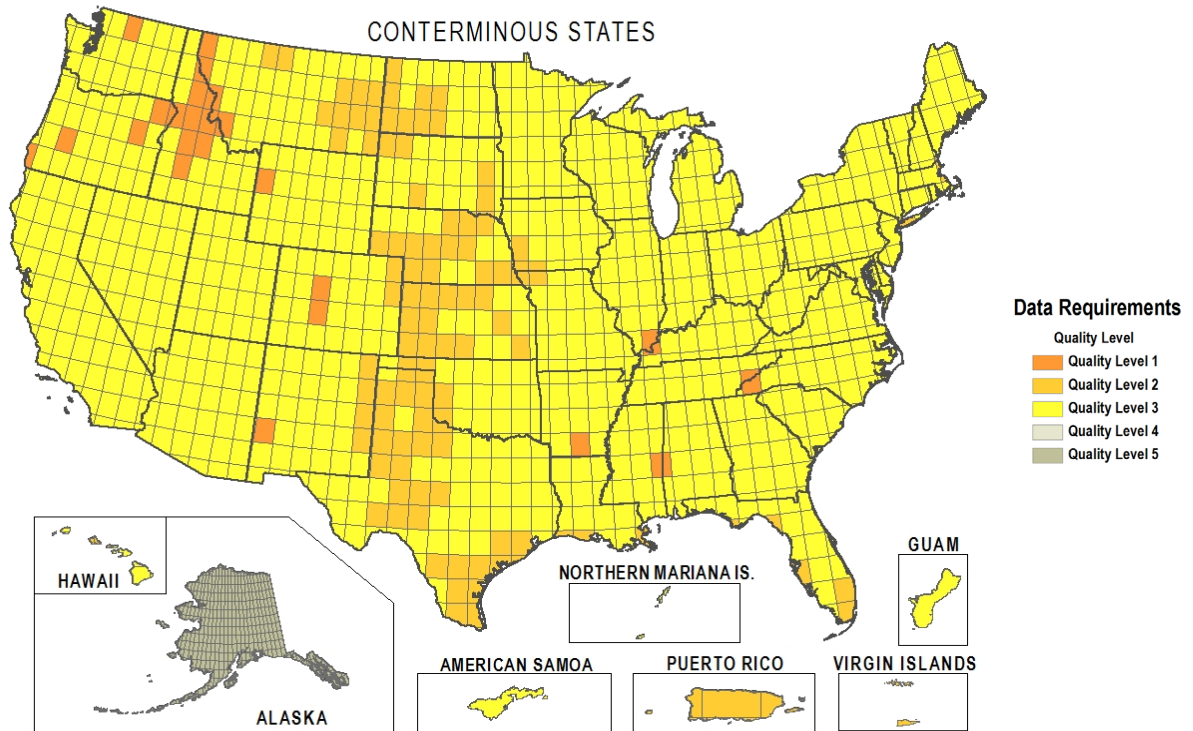 CONTERMINOUS STATES
Data Requirements
Quality Level
Quality Level 1
Quality Level 2
Quality Level 3
Quality Level 4
Quality Level 5
HAWAII
ALASKA
NORTHERN MARIANA IS.
GUAM
AMERICAN SAMOA
PUERTO RICO
VIRGIN ISLANDS